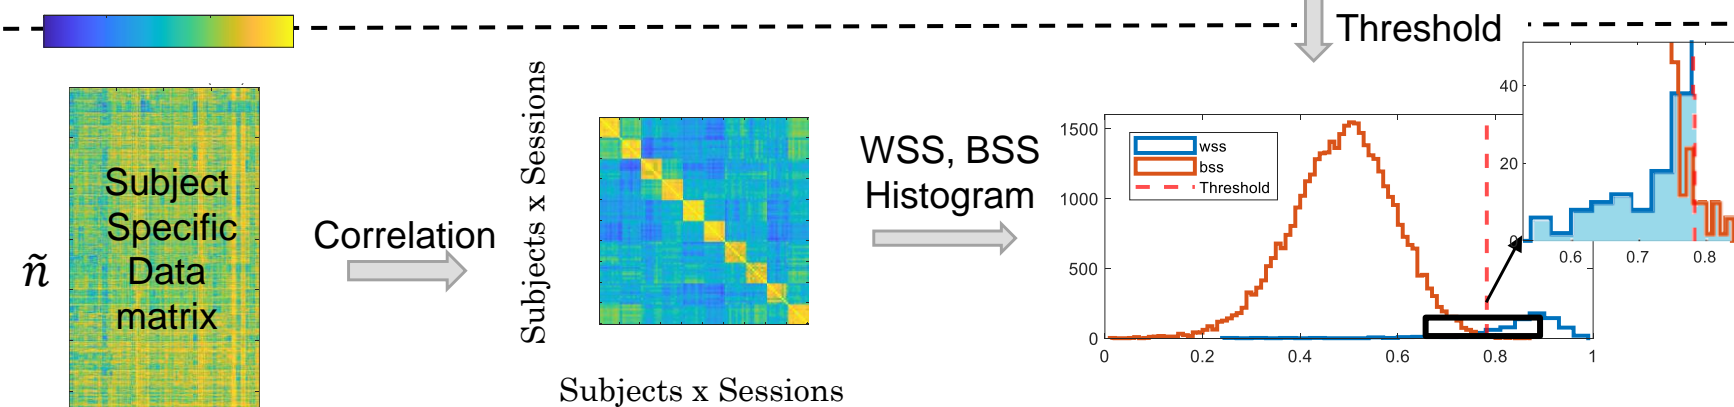 Threshold
Subject
Specific
Data
matrix
ñ
Correlation
Subjects x Sessions
Subjects x Sessions
WSS, BSS
Histogram
1500
1000
500
0
0
0.2
0.4
0.6
0.8
1
wss
bss
Threshold
40
20
0
0.6
0.7
0.8